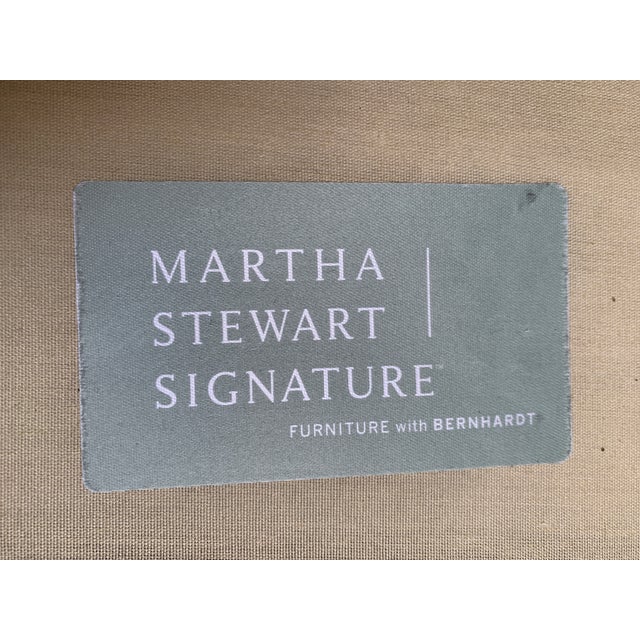 MARTHA
STEWART
SIGNATURE™
FURNITURE with BERNHARDT